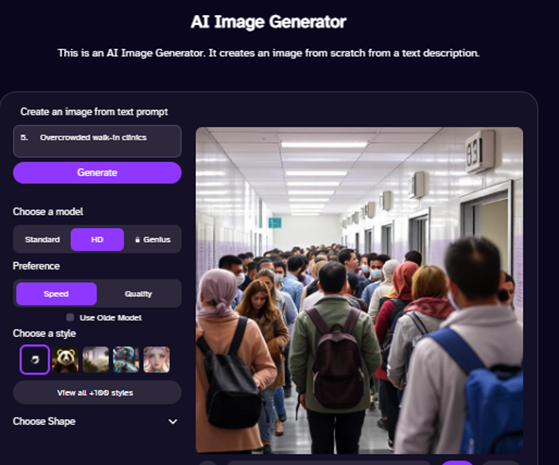 AI Image Generator
This is an AI Image Generator. It creates an image from scratch from a text description.
Create an image from text prompt
5. Overcrowded walk-in clinics
Generate
Choose a model
Standard HD Genius
Preference
Speed Quality
Use Olde Model
Choose a style
View all +100 styles
Choose Shape